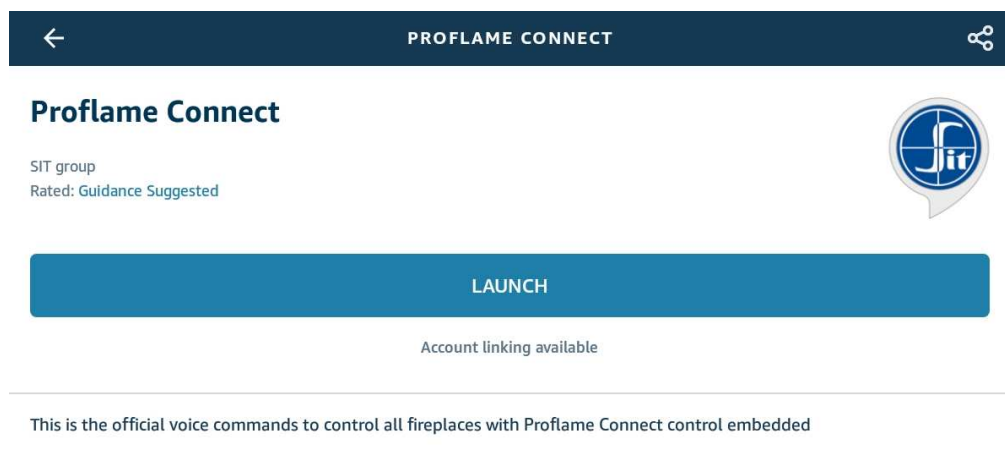 PROFLAME CONNECT
Proflame Connect
SIT group
Rated: Guidance Suggested
Sit
LAUNCH
Account linking available
This is the official voice commands to control all fireplaces with Proflame Connect control embedded